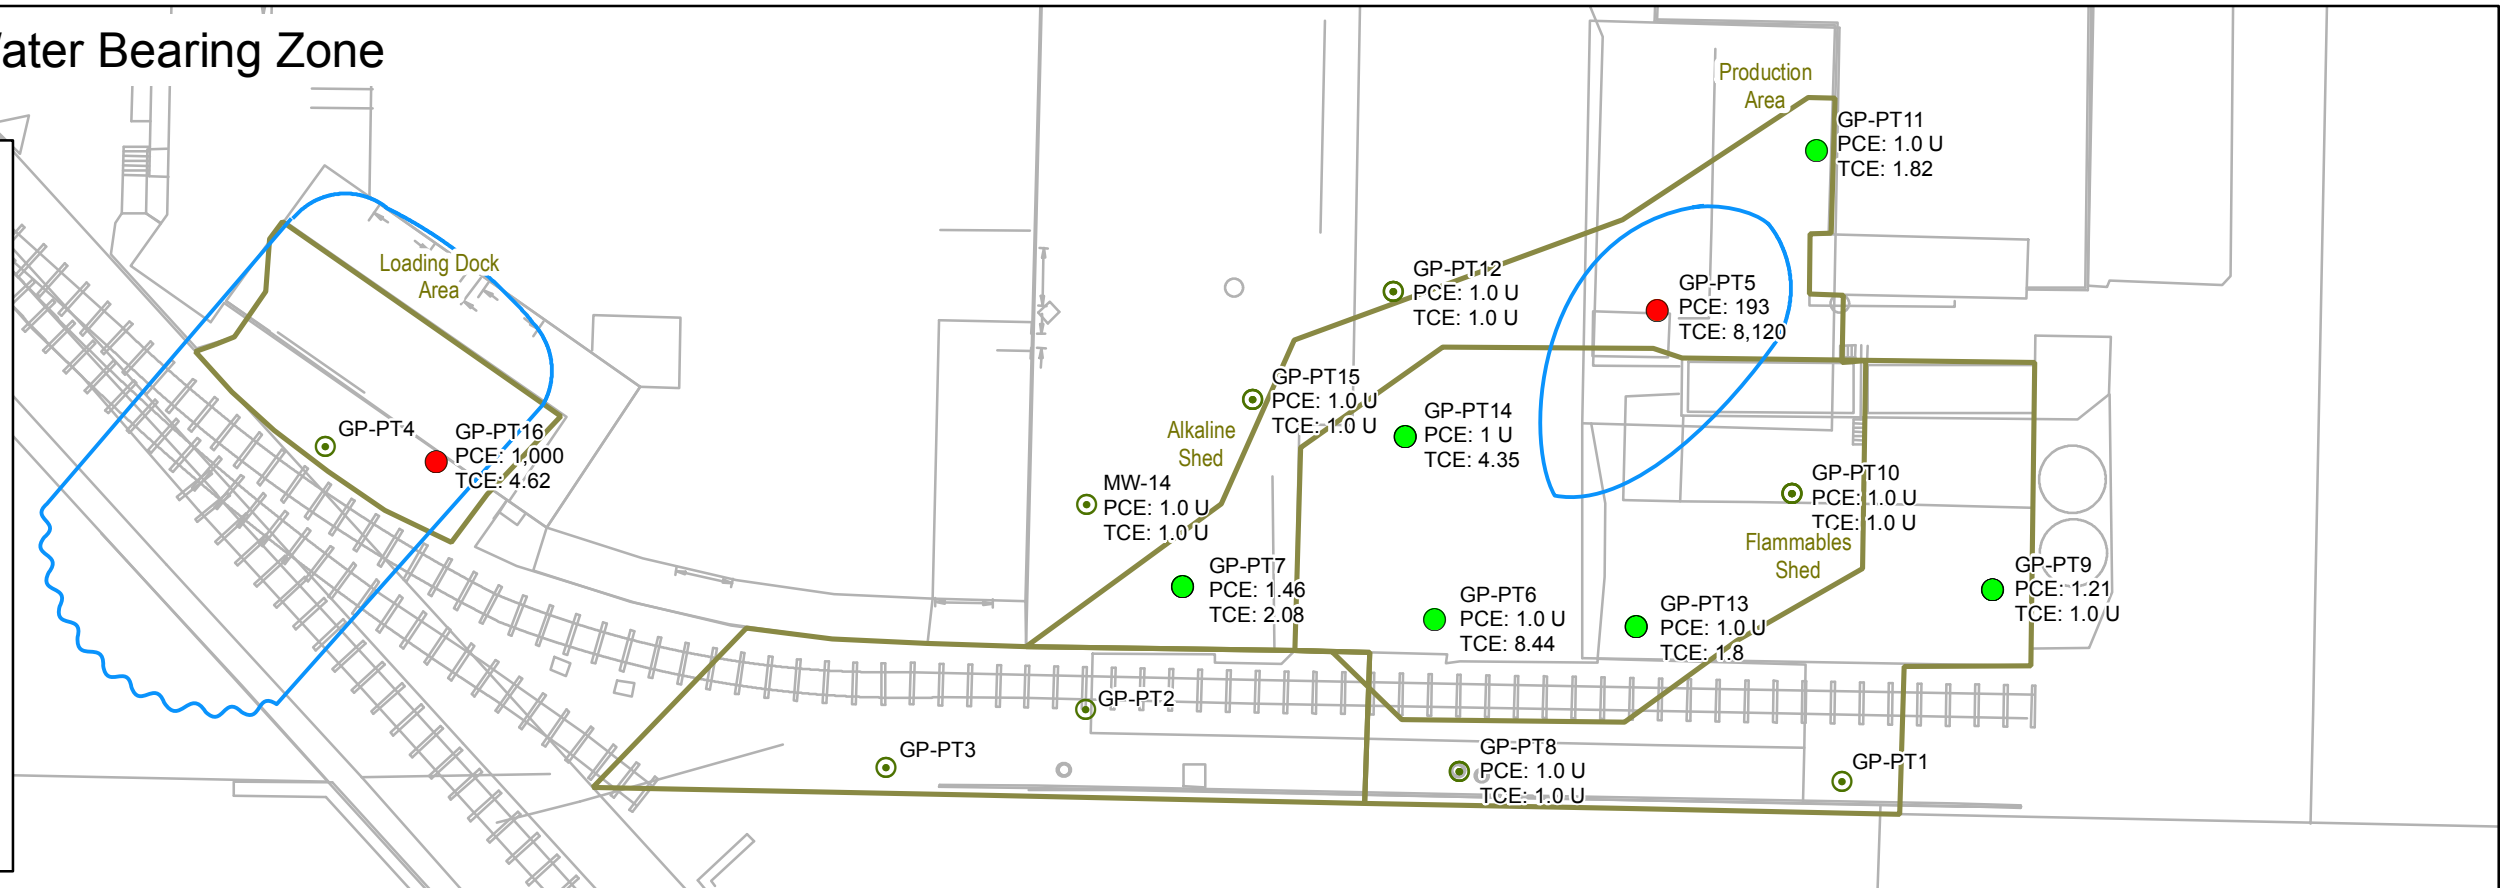 ater Bearing Zone
Production
Area
GP-PT11
PCE: 1.0 U
TCE: 1.82
Loading Dock
Area
GP-PT12
PCE: 1.0 U
TCE: 1.0 U
GP-PT5
PCE: 193
TCE: 8,120
GP-PT15
PCE: 1.0 U
TCE: 1.0 U
GP-PT14
PCE: 1 U
TCE: 4.35
Alkaline
Shed
GP-PT4
GP-PT16
PCE: 1,000
TCE: 4.62
MW-14
PCE: 1.0 U
TCE: 1.0 U
GP-PT10
PCE: 1.0 U
TCE: 1.0 U
Flammables
Shed
GP-PT7
PCE: 1.46
TCE: 2.08
GP-PT6
PCE: 1.0 U
TCE: 8.44
GP-PT13
PCE: 1.0 U
TCE: 1.8
GP-PT9
PCE: 1.21
TCE: 1.0 U
GP-PT2
GP-PT3
GP-PT8
PCE: 1.0 U
TCE: 1.0 U
GP-PT1